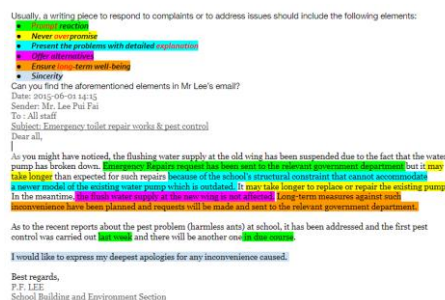 Usually, a writing piece to respond to complaints or to address issues should include the following elements:
• Prompt reaction
• Never overpromise
• Present the problems with detailed explanation
• Offer alternatives
• Ensure long-term well-being
• Sincerity
Can you find the aforementioned elements in Mr Lee's email?
Date: 2015-06-01 14:15
Sender: Mr. Lee Pui Fai
To : All staff
Subject: Emergency toilet repair works & pest control
Dear all,
As you might have noticed, the flushing water supply at the old wing has been suspended due to the fact that the water
pump has broken down. Emergency Repairs request has been sent to the relevant government department but it may
take longer than expected for such repairs because of the school's structural constraint that cannot accommodate
a newer model of the existing water pump which is outdated. It may take longer to replace or repair the existing pump.
In the meantime, the flush water supply at the new wing is not affected. Long-term measures against such
inconvenience have been planned and requests will be made and sent to the relevant government department.
As to the recent reports about the pest problem (harmless ants) at school, it has been addressed and the first pest
control was carried out last week and there will be another one in due course.
I would like to express my deepest apologies for any inconvenience caused.
Best regards,
P.F. LEE
School Building and Environment Section